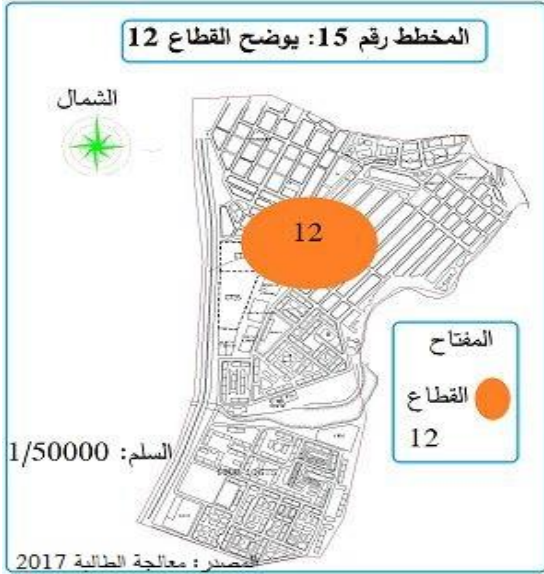 المخطط رقم 15: يوضح القطاع 12
الشمال
12
المفتاح
القطاع
12
السلم: 1/50000
المصدر: معالجة الطالبة 2017